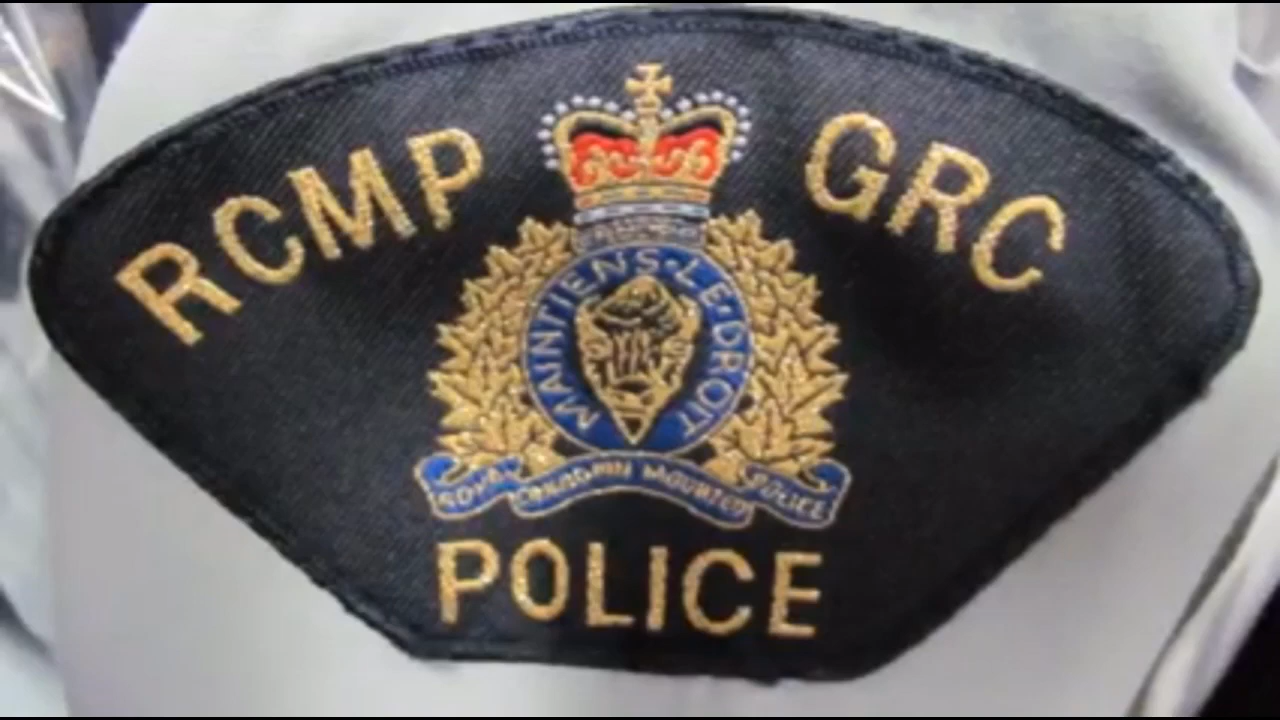 RCMP GRC
MAINTIENS LE DROIT
ROYAL CANADIAN MOUNTED POLICE
POLICE